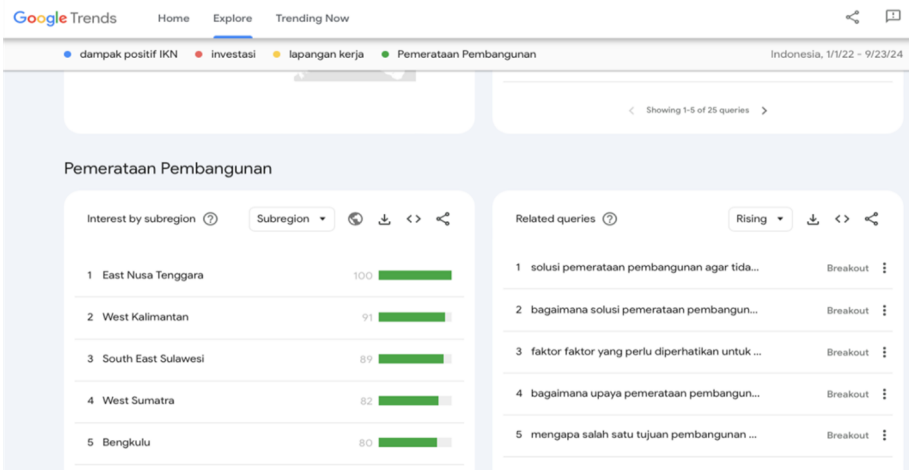 Google Trends Home Explore Trending Now
dampak positif IKN investasi lapangan kerja Pemerataan Pembangunan Indonesia, 1/1/22 - 9/23/24
Showing 1-5 of 25 queries
Pemerataan Pembangunan
Interest by subregion Subregion
1 East Nusa Tenggara 100
2 West Kalimantan 91
3 South East Sulawesi 89
4 West Sumatra 82
5 Bengkulu 80
Related queries Rising
1 solusi pemerataan pembangunan agar tida... Breakout
2 bagaimana solusi pemerataan pembangun... Breakout
3 faktor faktor yang perlu diperhatikan untuk ... Breakout
4 bagaimana upaya pemerataan pembangun... Breakout
5 mengapa salah satu tujuan pembangunan ... Breakout